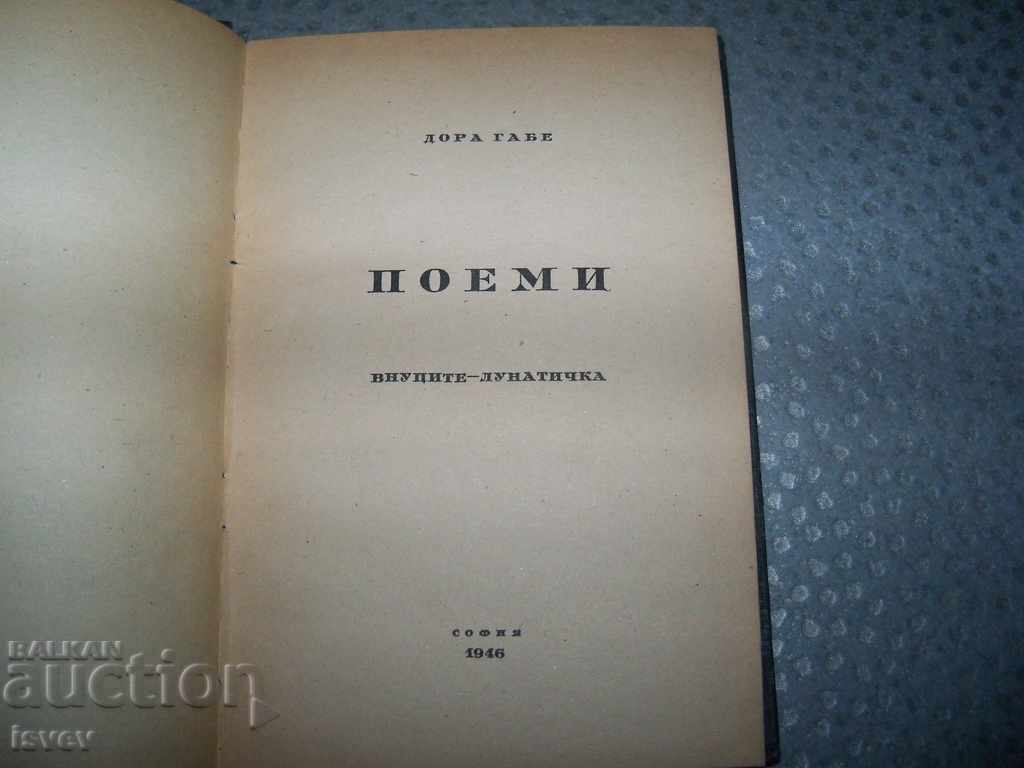 ДОРА ГАБЕ
ПОЕМИ
ВНУЦИТЕ—ЛУНАТИЧКА
СОФИЯ
1946
BALKAN
auction
isvev